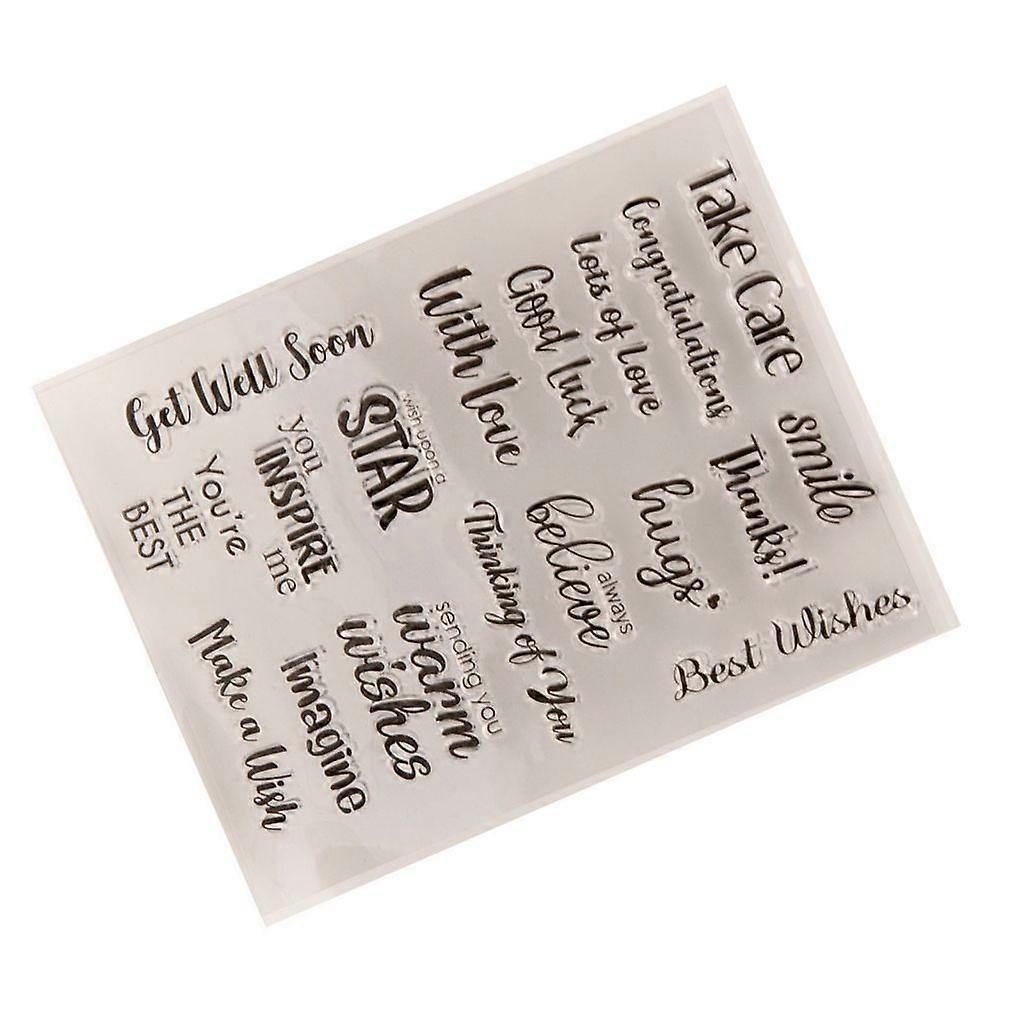 Take Care
Congratulations
Lots of Love
Good luck
With love
smile
Thanks!
hugs
always
believe
Thinking of You
Best Wishes
Get Well Soon
wish upon a
STAR
you
INSPIRE
me
You're
THE
BEST
sending you
warm
wishes
imagine
Make a Wish